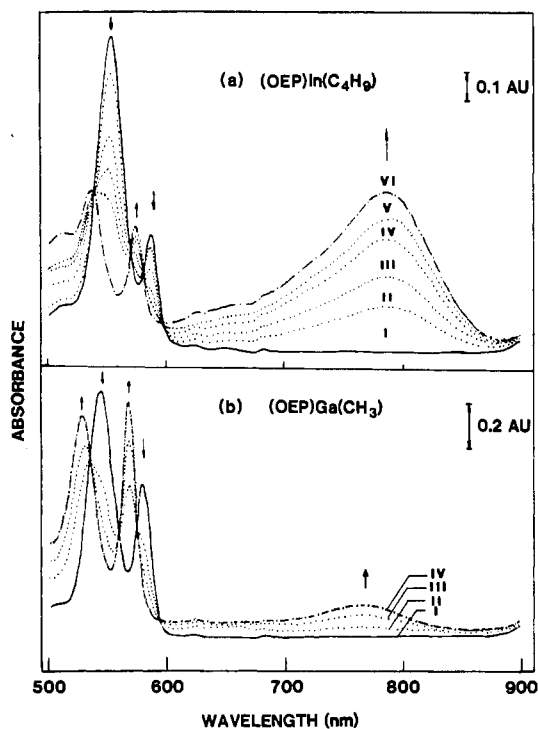 (a) (OEP)In(C₄H₉)
0.1 AU
VI
V
IV
III
II
I
(b) (OEP)Ga(CH₃)
0.2 AU
IV
III
II
I
ABSORBANCE
500 600 700 800 900
WAVELENGTH (nm)